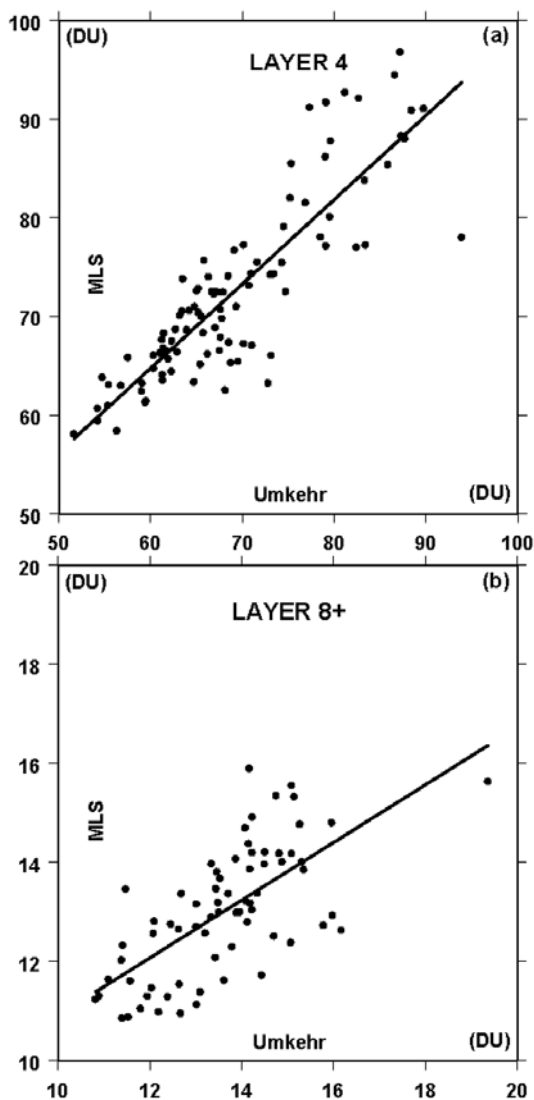 100
(DU)
(a)
LAYER 4
90
80
MLS
70
60
Umkehr
(DU)
50
50 60 70 80 90 100
20
(DU)
(b)
LAYER 8+
18
16
MLS
14
12
Umkehr
(DU)
10
10 12 14 16 18 20